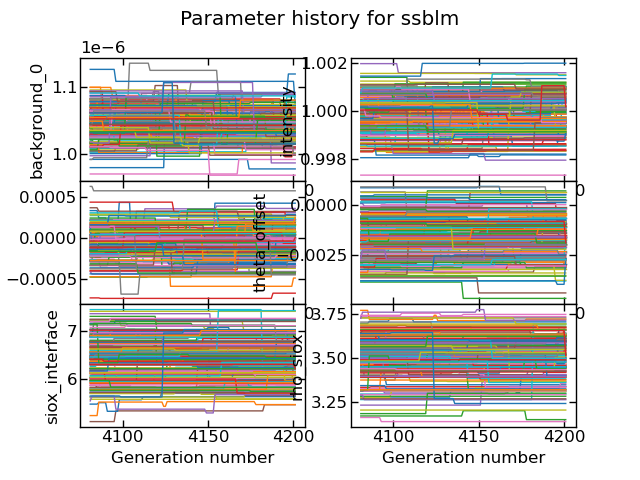 Parameter history for ssblm
1e−6
background_0
1.1
1.0
intensity
1.002
1.000
0.998
0
0
0.0005
0.0000
−0.0005
theta_offset
0.0000
−0.0025
0
0
siox_interface
7
6
rho_siox
3.75
3.50
3.25
4100
4150
4200
4100
4150
4200
Generation number
Generation number